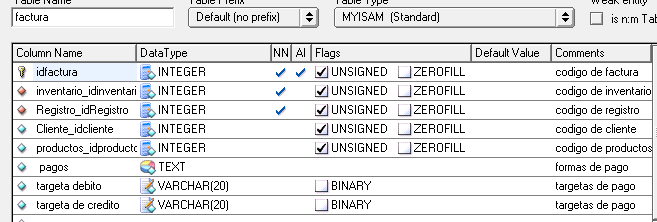 Table Name Table Prefix Table Type Weak entity
factura Default (no prefix) MYISAM (Standard) is n:m Tab
Column Name DataType NN AI Flags Default Value Comments
idfactura INTEGER UNSIGNED ZEROFILL codigo de factura
inventario_idinventari INTEGER UNSIGNED ZEROFILL codigo de inventario
Registro_idRegistro INTEGER UNSIGNED ZEROFILL codigo de registro
Cliente_idcliente INTEGER UNSIGNED ZEROFILL codigo de cliente
productos_idproducto INTEGER UNSIGNED ZEROFILL codigo de productos
pagos TEXT formas de pago
targeta debito VARCHAR(20) BINARY targetas de pago
targeta de credito VARCHAR(20) BINARY targetas de pago